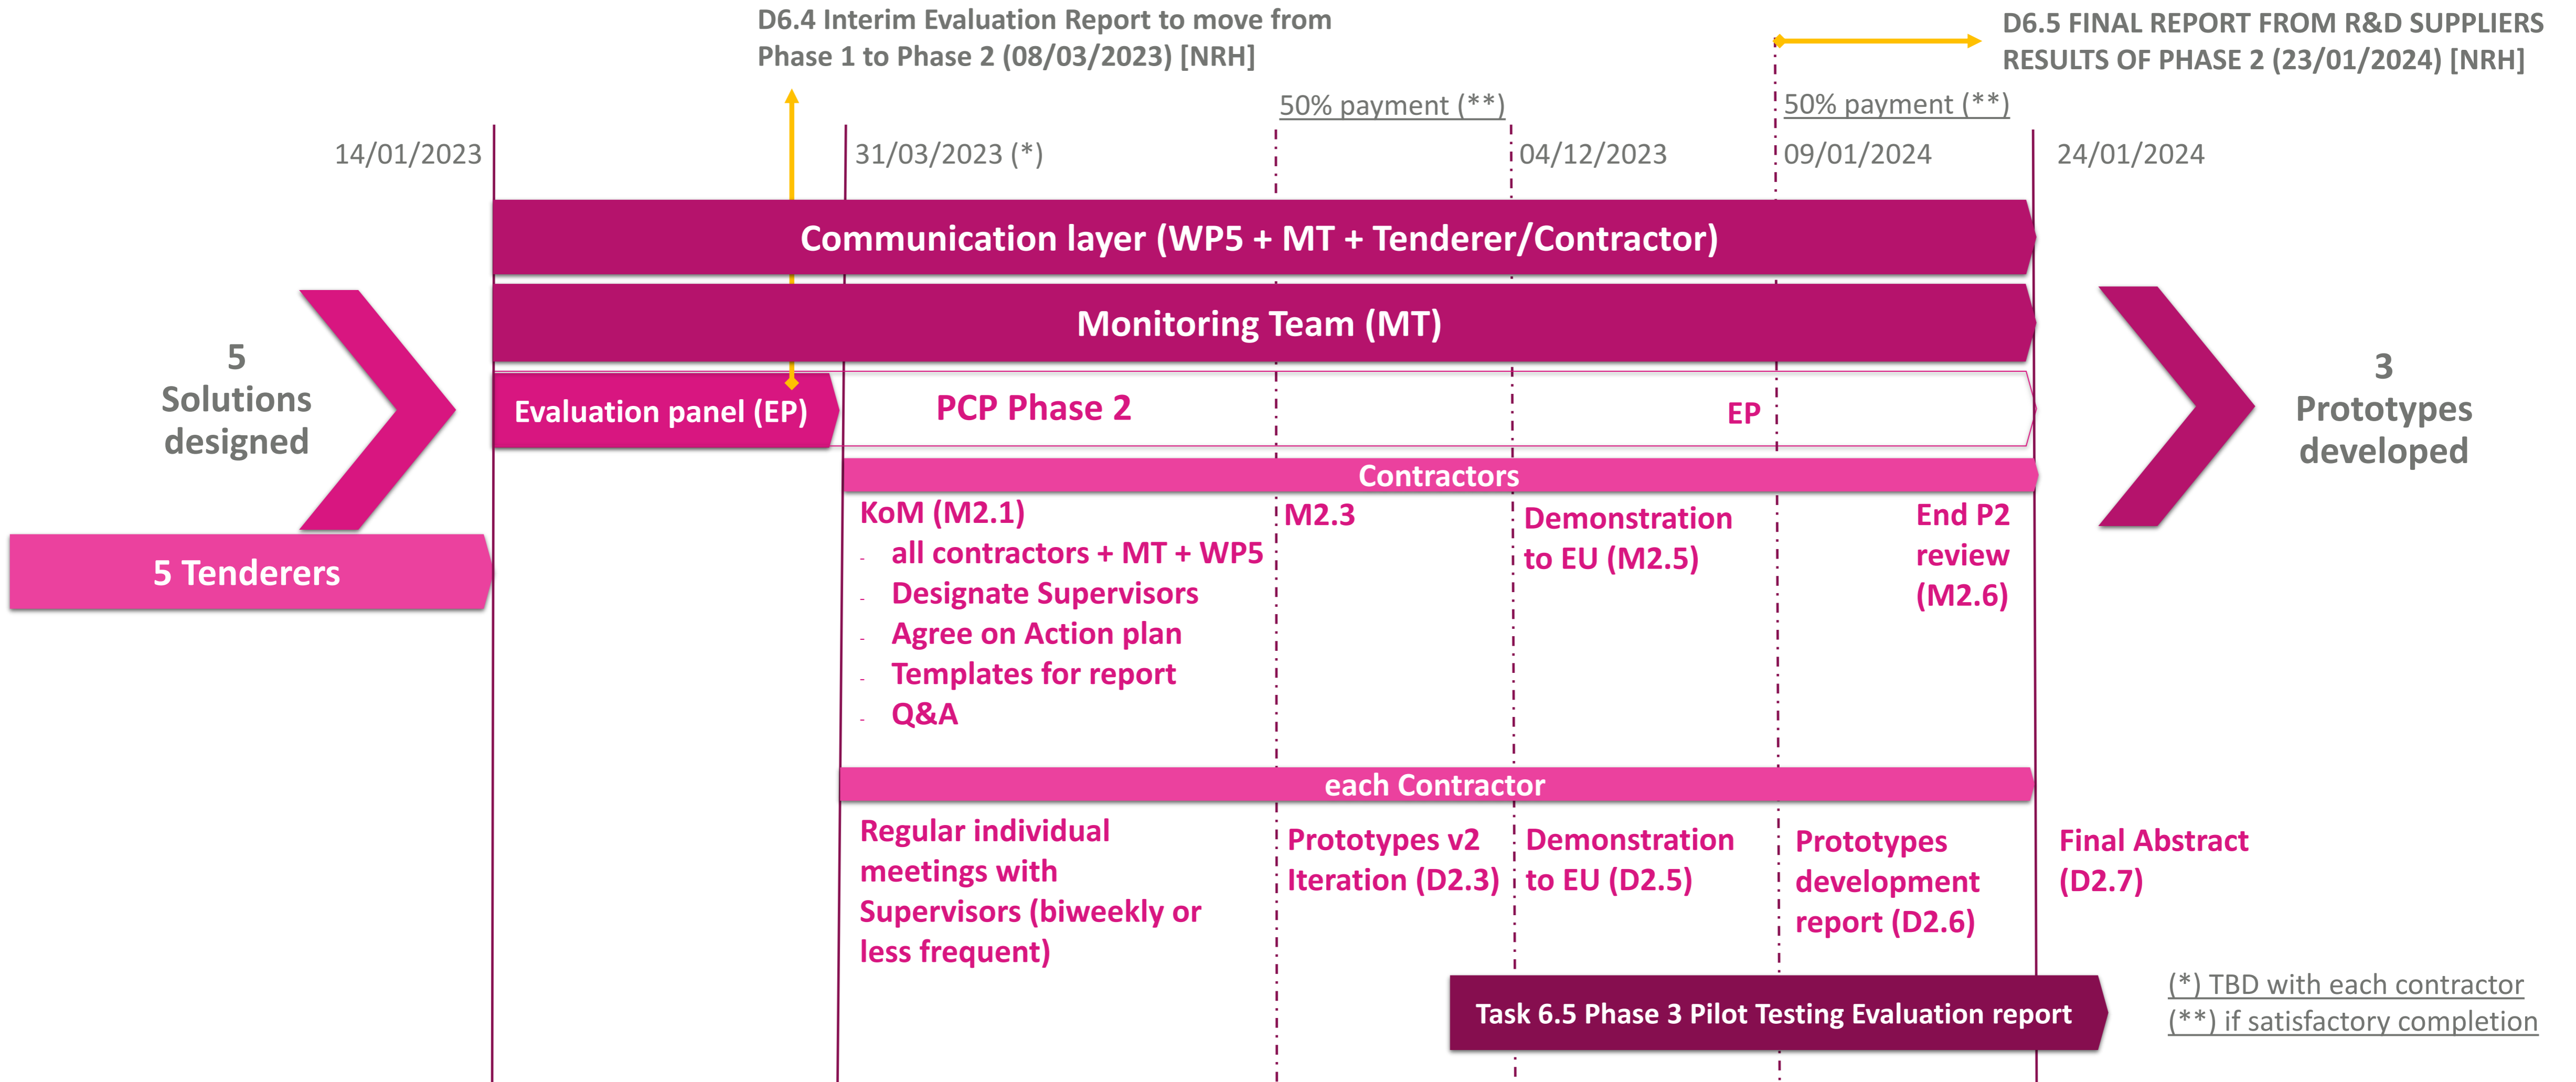 D6.4 Interim Evaluation Report to move from
Phase 1 to Phase 2 (08/03/2023) [NRH]
D6.5 FINAL REPORT FROM R&D SUPPLIERS
RESULTS OF PHASE 2 (23/01/2024) [NRH]
50% payment (**)
50% payment (**)
14/01/2023
31/03/2023 (*)
04/12/2023
09/01/2024
24/01/2024
Communication layer (WP5 + MT + Tenderer/Contractor)
Monitoring Team (MT)
5
Solutions
designed
Evaluation panel (EP)
PCP Phase 2
EP
3
Prototypes
developed
Contractors
5 Tenderers
KoM (M2.1)
- all contractors + MT + WP5
- Designate Supervisors
- Agree on Action plan
- Templates for report
- Q&A
M2.3
Demonstration
to EU (M2.5)
End P2
review
(M2.6)
each Contractor
Regular individual
meetings with
Supervisors (biweekly or
less frequent)
Prototypes v2
Iteration (D2.3)
Demonstration
to EU (D2.5)
Prototypes
development
report (D2.6)
Final Abstract
(D2.7)
Task 6.5 Phase 3 Pilot Testing Evaluation report
(*) TBD with each contractor
(**) if satisfactory completion